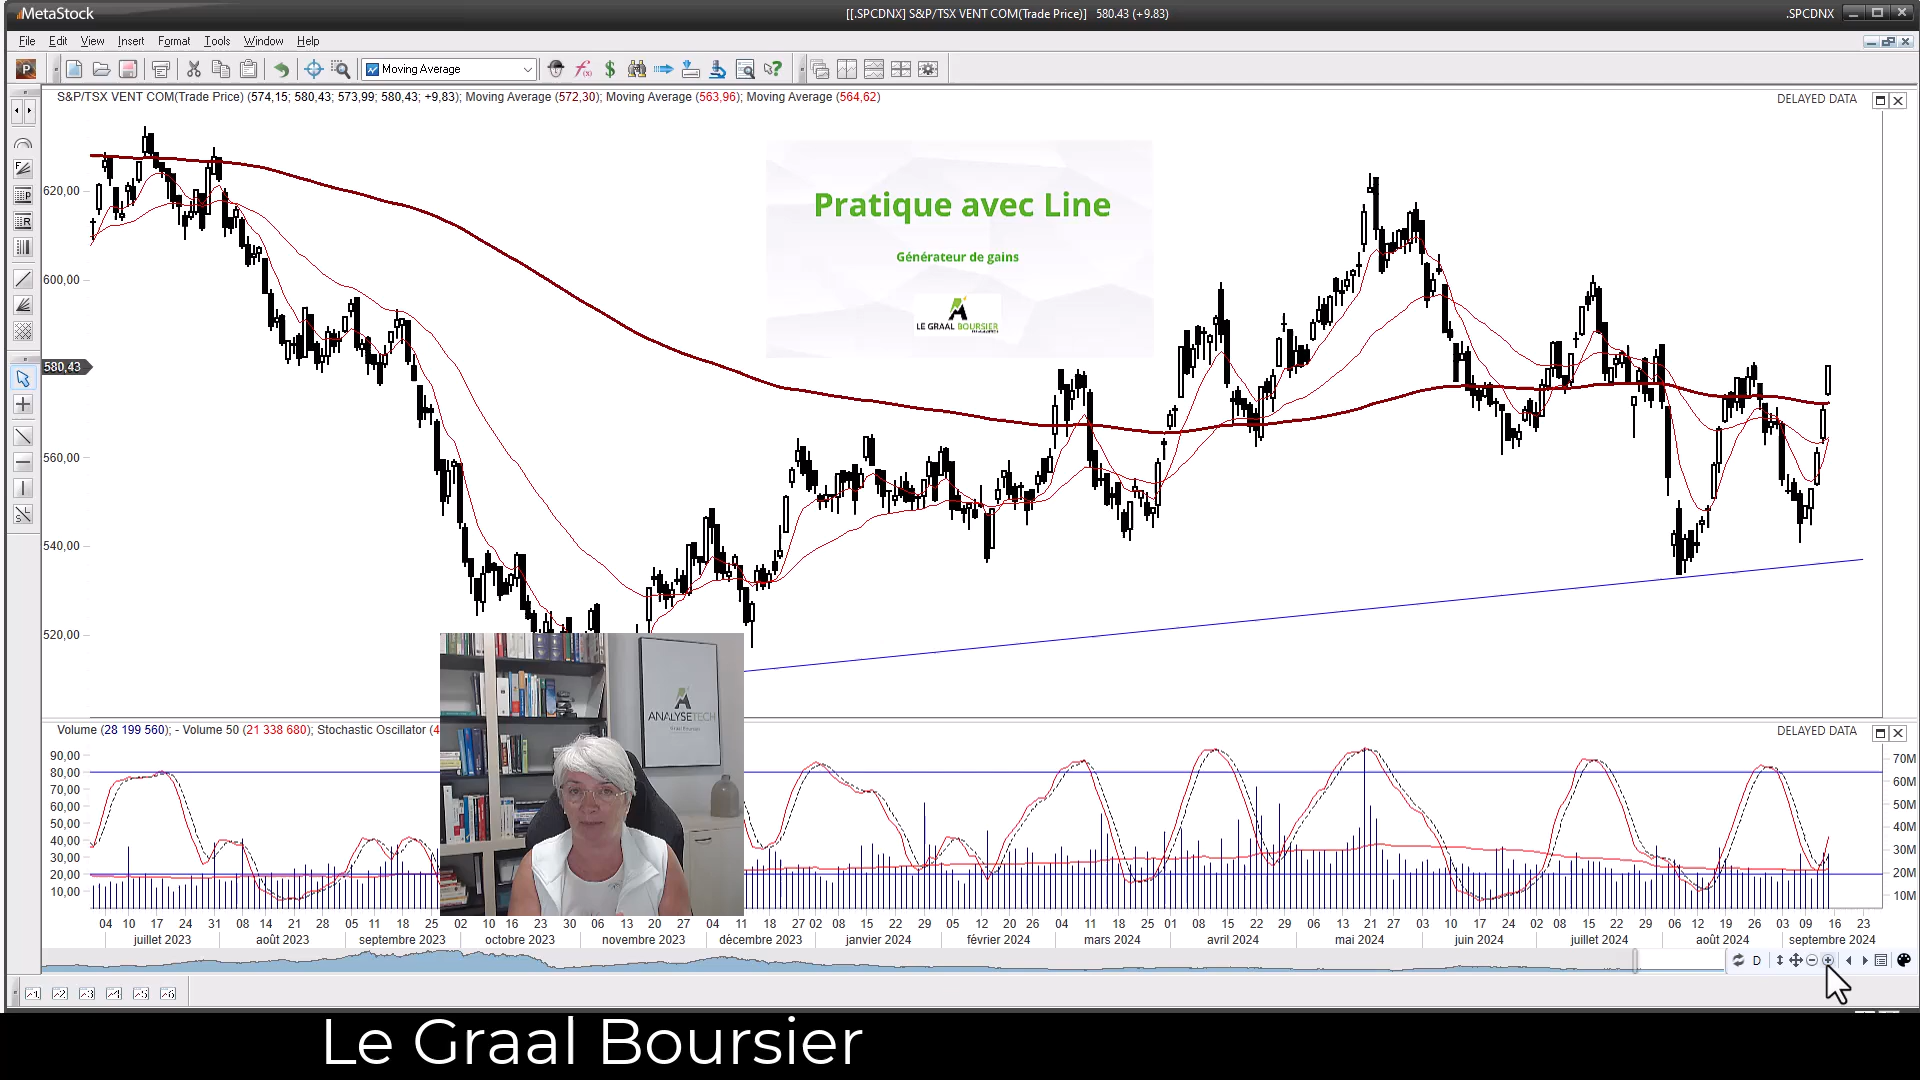 MetaStock
[[.SPCDNX] S&P/TSX VENT COM(Trade Price)] 580.43 (+9.83)
.SPCDNX
File Edit View Insert Format Tools Window Help
Moving Average
S&P/TSX VENT COM(Trade Price) (574,15; 580,43; 573,99; 580,43; +9,83); Moving Average (572,30); Moving Average (563,96); Moving Average (564,62)
DELAYED DATA
Pratique avec Line
Générateur de gains
LE GRAAL BOURSIER
620,00
600,00
580,43
560,00
540,00
520,00
ANALYSETECH
Graal Boursier
Volume (28 199 560); - Volume 50 (21 338 680); Stochastic Oscillator (4
DELAYED DATA
90,00
80,00
70,00
60,00
50,00
40,00
30,00
20,00
10,00
70M
60M
50M
40M
30M
20M
10M
04 10 17 24 08 14 21 28 05 11 18 25 02 10 16 23 30 06 13 20 27 04 11 18 27 02 08 15 22 29 05 12 20 26 04 11 18 25 01 08 15 22 29 06 13 21 27 03 10 17 24 02 08 15 22 29 06 12 19 26 03 09 16 23
juillet 2023 août 2023 septembre 2023 octobre 2023 novembre 2023 décembre 2023 janvier 2024 février 2024 mars 2024 avril 2024 mai 2024 juin 2024 juillet 2024 août 2024 septembre 2024
D
Le Graal Boursier